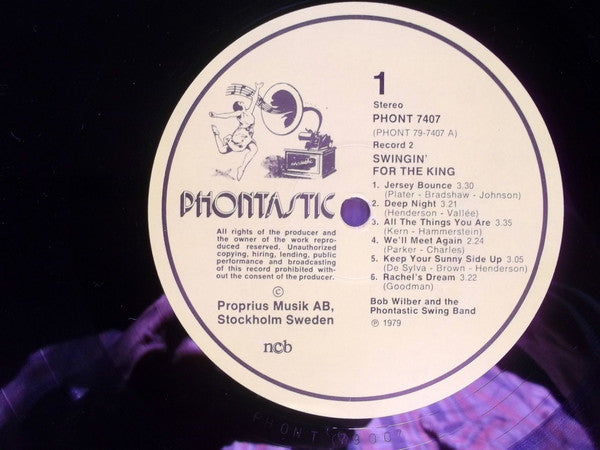 1
Stereo
PHONT 7407
(PHONT 79-7407 A)
Record 2
SWINGIN'
FOR THE KING
1. Jersey Bounce 3.30
(Plater - Bradshaw - Johnson)
2. Deep Night 3.21
(Henderson - Vallée)
3. All The Things You Are 3.35
(Kern - Hammerstein)
4. We'll Meet Again 2.24
(Parker - Charles)
5. Keep Your Sunny Side Up 3.05
(De Sylva - Brown - Henderson)
6. Rachel's Dream 3.22
(Goodman)
Bob Wilber and the
Phontastic Swing Band
℗ 1979
PHONTASTIC
All rights of the producer and
the owner of the work repro-
duced reserved. Unauthorized
copying, hiring, lending, public
performance and broadcasting
of this record prohibited with-
out the consent of the producer.
©
Proprius Musik AB,
Stockholm Sweden
ncb
PHONT